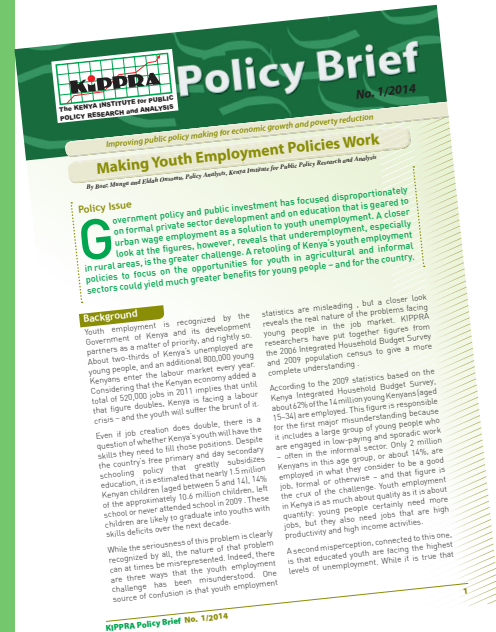 KiPPRA
The KENYA INSTITUTE for PUBLIC
POLICY RESEARCH and ANALYSIS
Policy Brief
No. 1/2014
Improving public policy making for economic growth and poverty reduction
Making Youth Employment Policies Work
By Boaz Munga and Eldah Onsomu, Policy Analysts, Kenya Institute for Public Policy Research and Analysis
Policy Issue
Government policy and public investment has focused disproportionately
on formal private sector development and on education that is geared to
urban wage employment as a solution to youth unemployment. A closer
look at the figures, however, reveals that underemployment, especially
in rural areas, is the greater challenge. A retooling of Kenya's youth employment
policies to focus on the opportunities for youth in agricultural and informal
sectors could yield much greater benefits for young people – and for the country.
Background
Youth employment is recognized by the
Government of Kenya and its development
partners as a matter of priority, and rightly so.
About two-thirds of Kenya's unemployed are
young people, and an additional 800,000 young
Kenyans enter the labour market every year.
Considering that the Kenyan economy added a
total of 520,000 jobs in 2011 implies that until
that figure doubles, Kenya is facing a labour
crisis – and the youth will suffer the brunt of it.
Even if job creation does double, there is a
question of whether Kenya's youth will have the
skills they need to fill those positions. Despite
the country's free primary and day secondary
schooling policy that greatly subsidizes
education, it is estimated that nearly 1.5 million
Kenyan children (aged between 5 and 14), 14%
of the approximately 10.6 million children, left
school or never attended school in 2009. These
children are likely to graduate into youths with
skills deficits over the next decade.
While the seriousness of this problem is clearly
recognized by all, the nature of that problem
can at times be misrepresented. Indeed, there
are three ways that the youth employment
challenge has been misunderstood. One
source of confusion is that youth employment
statistics are misleading , but a closer look
reveals the real nature of the problems facing
young people in the job market. KIPPRA
researchers have put together figures from
the 2006 Integrated Household Budget Survey
and 2009 population census to give a more
complete understanding .
According to the 2009 statistics based on the
Kenya Integrated Household Budget Survey,
about 62% of the 14 million young Kenyans (aged
15–34) are employed. This figure is responsible
for the first major misunderstanding because
it includes a large group of young people who
are engaged in low-paying and sporadic work
– often in the informal sector. Only 2 million
Kenyans in this age group, or about 14%, are
employed in what they consider to be a good
job, formal or otherwise – and that figure is
the crux of the challenge. Youth employment
in Kenya is as much about quality as it is about
quantity: young people certainly need more
jobs, but they also need jobs that are high
productivity and high income activities.
A second misperception, connected to this one,
is that educated youth are facing the highest
levels of unemployment. While it is true that
KIPPRA Policy Brief No. 1/2014
1